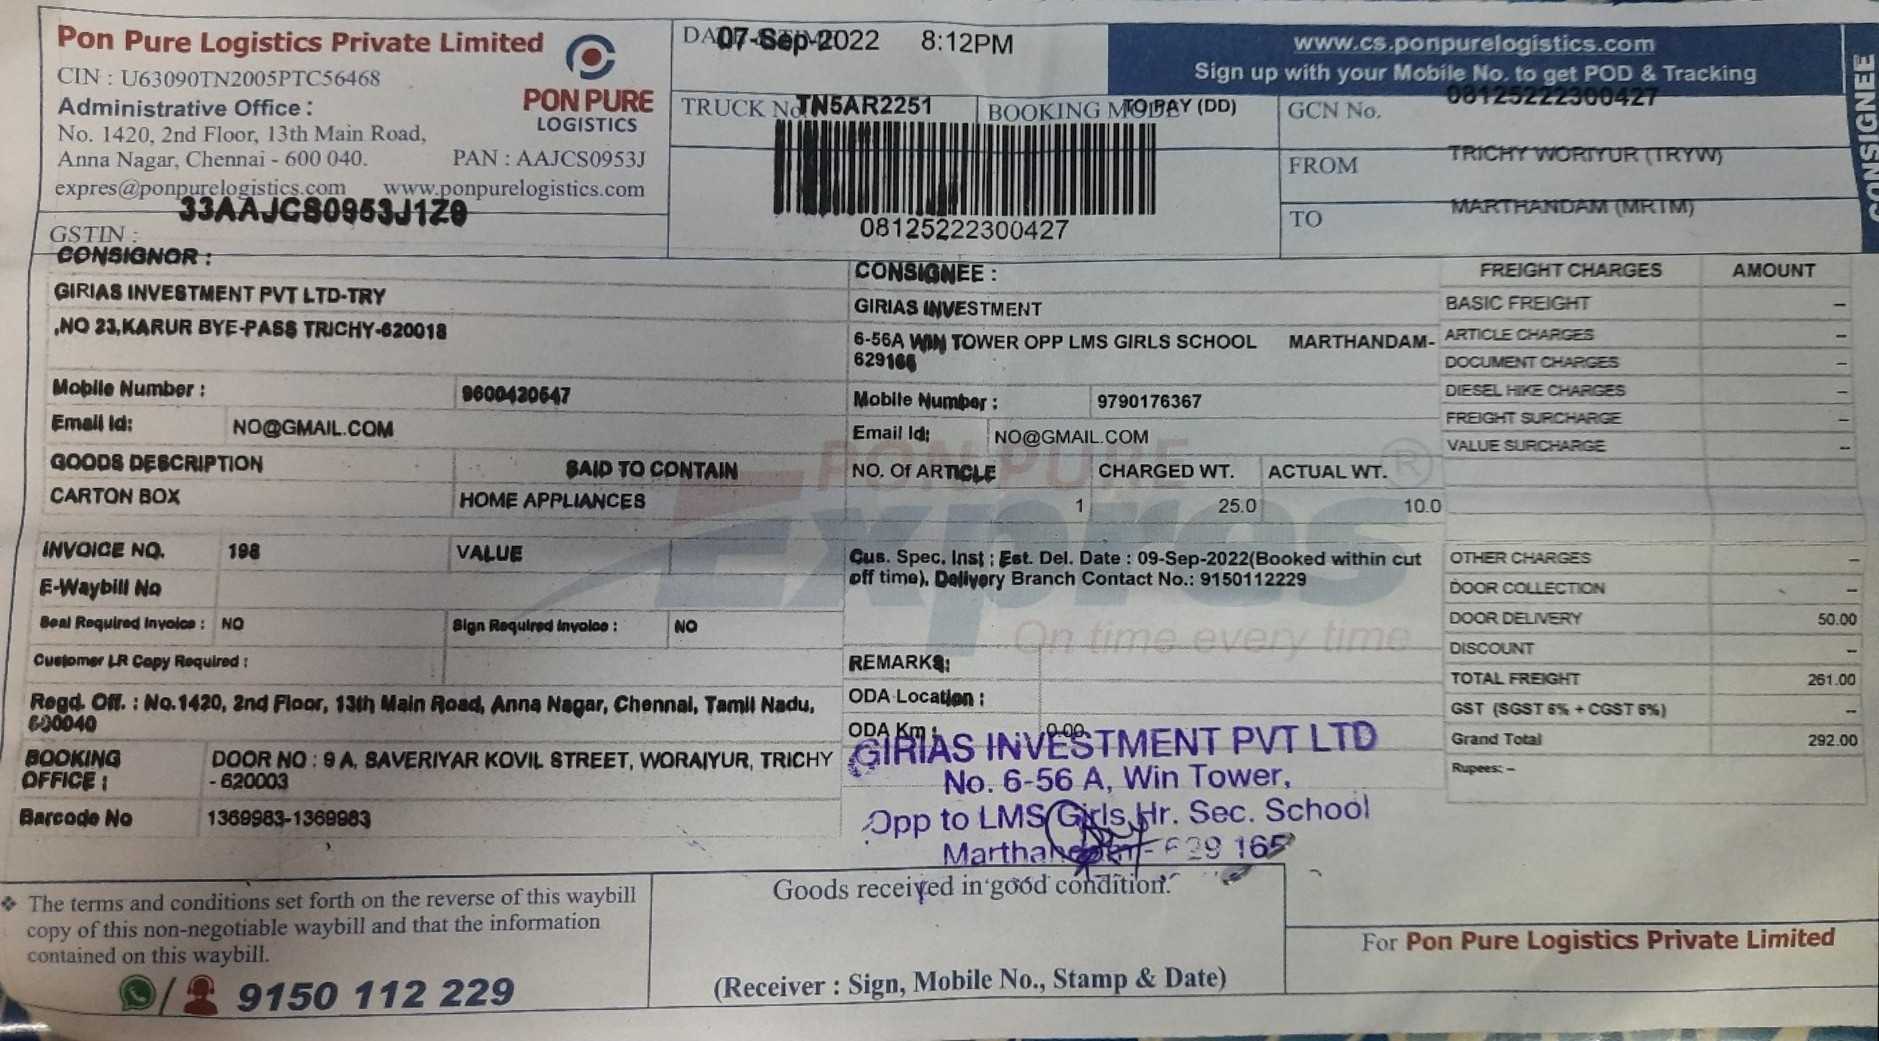 Pon Pure Logistics Private Limited
CIN : U63090TN2005PTC56468
Administrative Office :
No. 1420, 2nd Floor, 13th Main Road,
Anna Nagar, Chennai - 600 040. PAN : AAJCS0953J
expres@ponpurelogistics.com www.ponpurelogistics.com
PON PURE
LOGISTICS
33AAJCS0953J1Z9
GSTIN :
07-Sep-2022 8:12PM
TRUCK No TN5AR2251
BOOKING MODE TO PAY (DD)
08125222300427
www.cs.ponpurelogistics.com
Sign up with your Mobile No. to get POD & Tracking
GCN No. 08125222300427
FROM TRICHY WORIYUR (TRYW)
TO MARTHANDAM (MRTM)
CONSIGNEE
CONSIGNOR :
GIRIAS INVESTMENT PVT LTD-TRY
,NO 23,KARUR BYE-PASS TRICHY-620018
Mobile Number : 9600420547
Email Id: NO@GMAIL.COM
GOODS DESCRIPTION SAID TO CONTAIN
CARTON BOX HOME APPLIANCES
INVOICE NO. 198 VALUE
E-Waybill No
Seal Required Invoice : NO Sign Required Invoice : NO
Customer LR Copy Required :
Regd. Off. : No.1420, 2nd Floor, 13th Main Road, Anna Nagar, Chennai, Tamil Nadu,
600040
BOOKING OFFICE : DOOR NO : 9 A, SAVERIYAR KOVIL STREET, WORAIYUR, TRICHY
- 620003
Barcode No 1369983-1369983
CONSIGNEE :
GIRIAS INVESTMENT
6-56A WIN TOWER OPP LMS GIRLS SCHOOL MARTHANDAM-
629165
Mobile Number : 9790176367
Email Id: NO@GMAIL.COM
NO. Of ARTICLE CHARGED WT. ACTUAL WT.
1 25.0 10.0
PON PURE ®
Expres
On time every time
Cus. Spec. Inst : Est. Del. Date : 09-Sep-2022(Booked within cut
off time), Delivery Branch Contact No.: 9150112229
REMARKS:
ODA Location :
ODA Km : 0.00
FREIGHT CHARGES AMOUNT
BASIC FREIGHT –
ARTICLE CHARGES –
DOCUMENT CHARGES –
DIESEL HIKE CHARGES –
FREIGHT SURCHARGE –
VALUE SURCHARGE –
OTHER CHARGES –
DOOR COLLECTION –
DOOR DELIVERY 50.00
DISCOUNT –
TOTAL FREIGHT 261.00
GST (SGST 6% + CGST 6%) –
Grand Total 292.00
Rupees: –
GIRIAS INVESTMENT PVT LTD
No. 6-56 A, Win Tower,
Opp to LMS Girls Hr. Sec. School
629 165
❖ The terms and conditions set forth on the reverse of this waybill
copy of this non-negotiable waybill and that the information
contained on this waybill.
9150 112 229
Goods received in good condition.
(Receiver : Sign, Mobile No., Stamp & Date)
For Pon Pure Logistics Private Limited